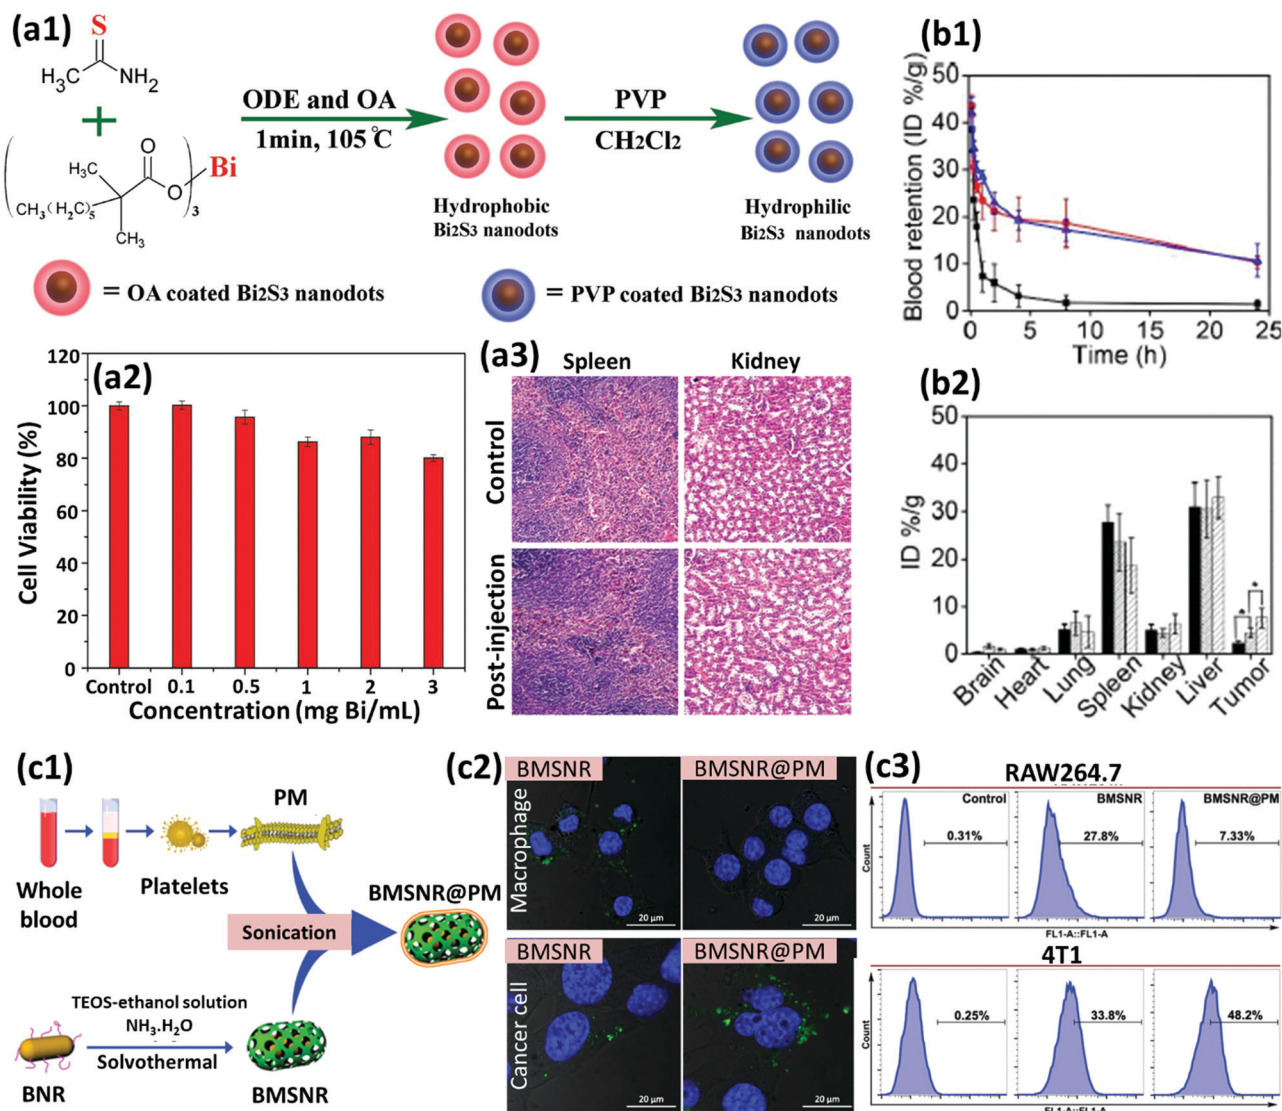 (a1)
S
H3C
NH2
+
O
H3C
O
Bi
3
CH3(H2C)5
CH3
ODE and OA
1min, 105℃
Hydrophobic
Bi2S3 nanodots
PVP
CH2Cl2
Hydrophilic
Bi2S3 nanodots
= OA coated Bi2S3 nanodots
= PVP coated Bi2S3 nanodots
(b1)
Blood retention (ID %/g)
50
40
30
20
10
0
0 5 10 15 20 25
Time (h)
(a2)
Cell Viability (%)
120
100
80
60
40
20
0
Control 0.1 0.5 1 2 3
Concentration (mg Bi/mL)
(a3)
Spleen Kidney
Control
Post-injection
(b2)
ID %/g
50
40
30
20
10
0
* *
Brain Heart Lung Spleen Kidney Liver Tumor
(c1)
PM
Whole
blood
Platelets
BMSNR@PM
Sonication
TEOS-ethanol solution
NH3.H2O
Solvothermal
BNR
BMSNR
(c2)
BMSNR BMSNR@PM
Macrophage
20 µm 20 µm
BMSNR BMSNR@PM
Cancer cell
20 µm 20 µm
(c3)
RAW264.7
Control BMSNR BMSNR@PM
0.31% 27.8% 7.33%
Count
FL1-A::FL1-A
4T1
0.25% 33.8% 48.2%
Count
FL1-A::FL1-A